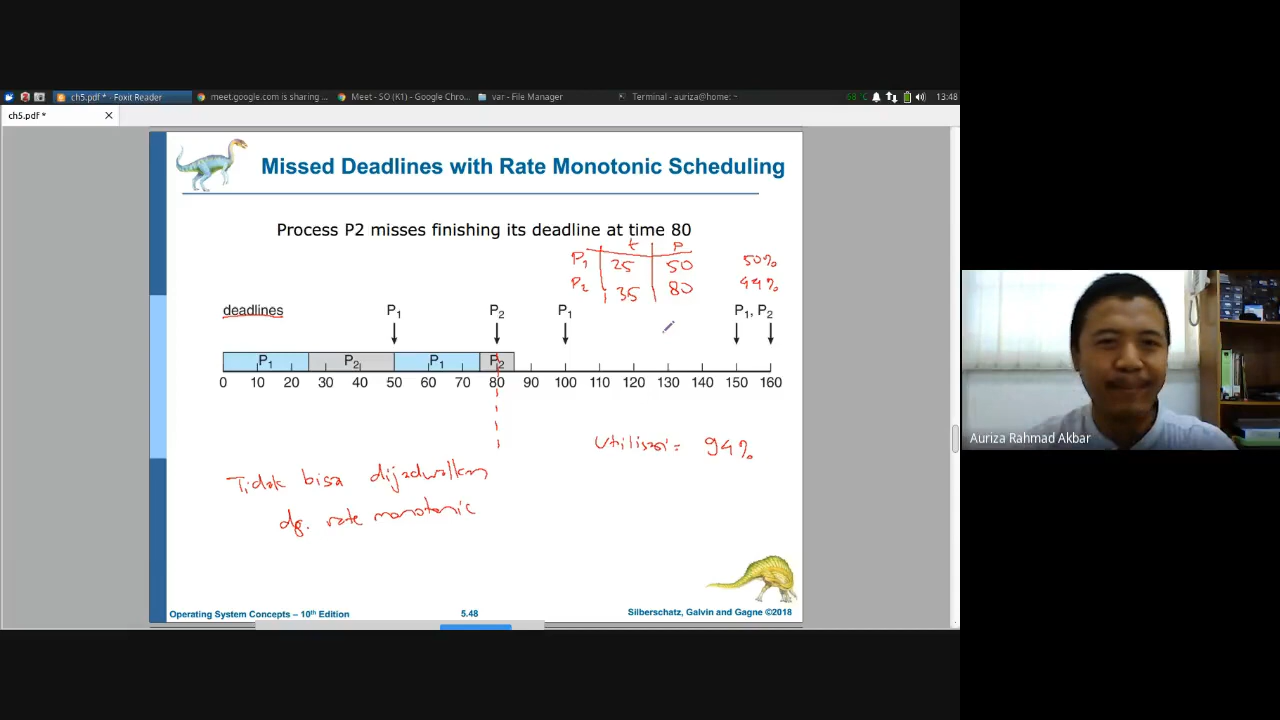 ch5.pdf * - Foxit Reader
meet.google.com is sharing ...
Meet - SO (K1) - Google Chro...
var - File Manager
Terminal - auriza@home: ~
68 °C
13:48
ch5.pdf *
Missed Deadlines with Rate Monotonic Scheduling
Process P2 misses finishing its deadline at time 80
t p
P1 25 50 50%
P2 35 80 44%
deadlines P1 P2 P1 P1, P2
P1 P2 P1 P2
0 10 20 30 40 50 60 70 80 90 100 110 120 130 140 150 160
Utilisasi = 94%
Tidak bisa dijadwalkan
dg. rate monotonic
Operating System Concepts – 10th Edition
5.48
Silberschatz, Galvin and Gagne ©2018
Auriza Rahmad Akbar